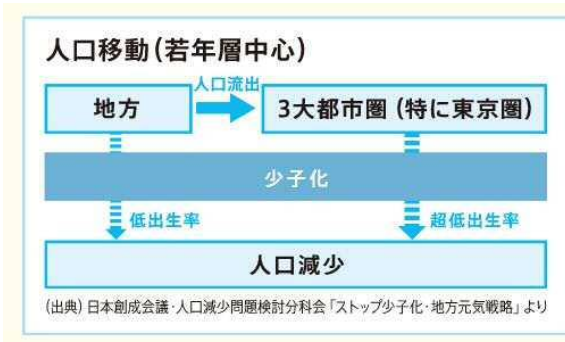 人口移動(若年層中心)
人口流出
地方
3大都市圏(特に東京圏)
少子化
低出生率
超低出生率
人口減少
(出典)日本創成会議・人口減少問題検討分科会「ストップ少子化・地方元気戦略」より